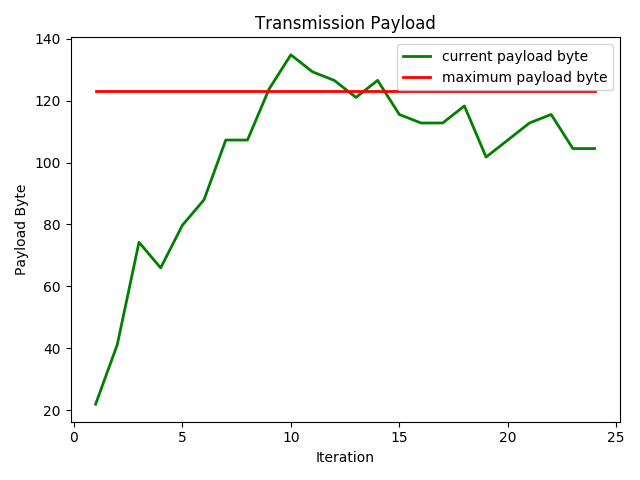 Transmission Payload
current payload byte
maximum payload byte
140
120
100
80
60
40
20
Payload Byte
0 5 10 15 20 25
Iteration